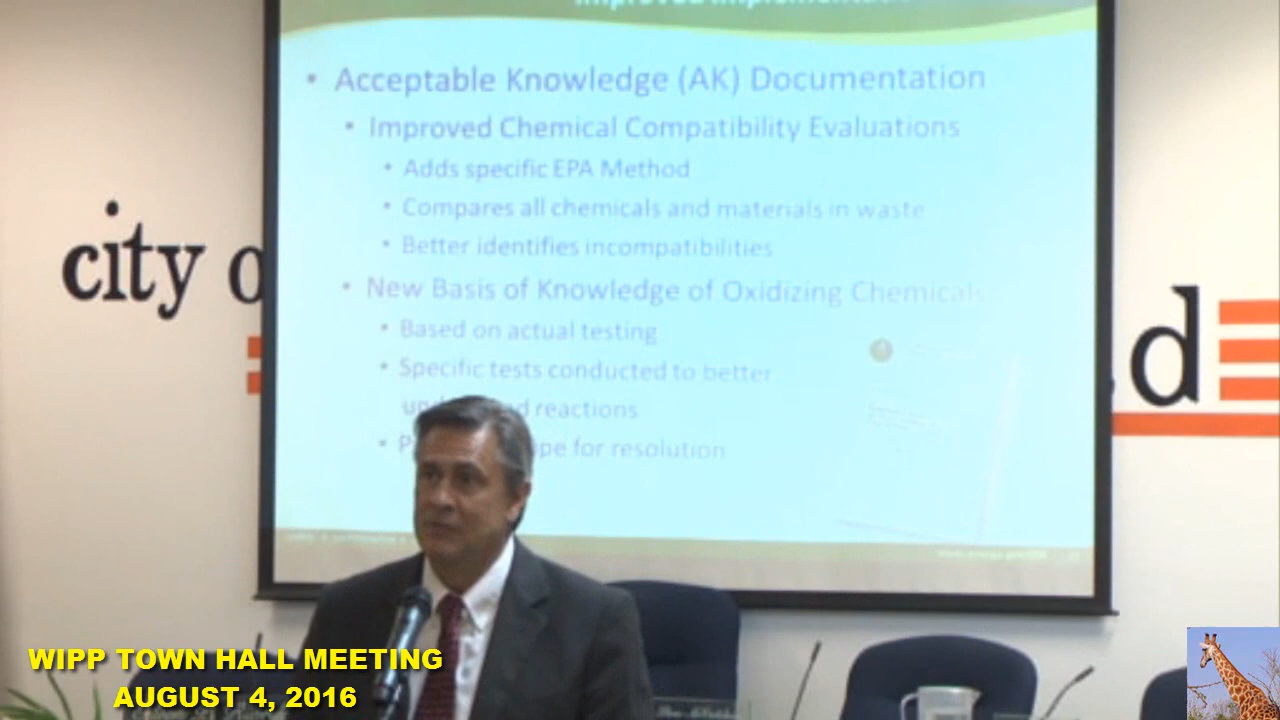 Acceptable Knowledge (AK) Documentation
Improved Chemical Compatibility Evaluations
Adds specific EPA Method
Compares all chemicals and materials in waste
Better identifies incompatibilities
New Basis of Knowledge of Oxidizing Chemicals
Based on actual testing
Specific tests conducted to better
reactions
for resolution
city o
d
WIPP TOWN HALL MEETING
AUGUST 4, 2016